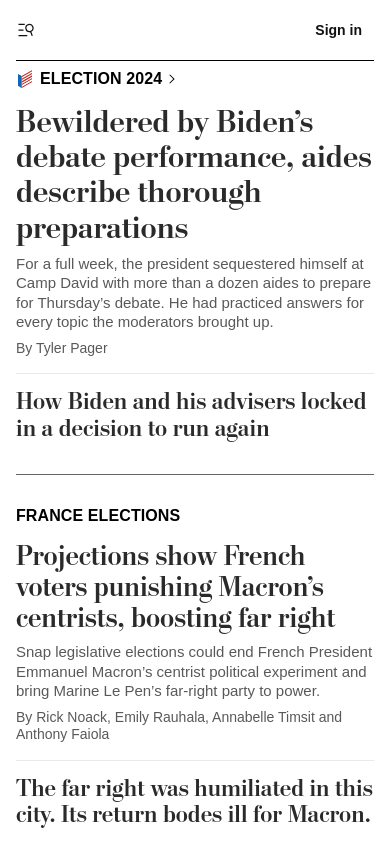 Sign in
ELECTION 2024
Bewildered by Biden’s
debate performance, aides
describe thorough
preparations
For a full week, the president sequestered himself at
Camp David with more than a dozen aides to prepare
for Thursday’s debate. He had practiced answers for
every topic the moderators brought up.
By Tyler Pager
How Biden and his advisers locked
in a decision to run again
FRANCE ELECTIONS
Projections show French
voters punishing Macron’s
centrists, boosting far right
Snap legislative elections could end French President
Emmanuel Macron’s centrist political experiment and
bring Marine Le Pen’s far-right party to power.
By Rick Noack, Emily Rauhala, Annabelle Timsit and
Anthony Faiola
The far right was humiliated in this
city. Its return bodes ill for Macron.